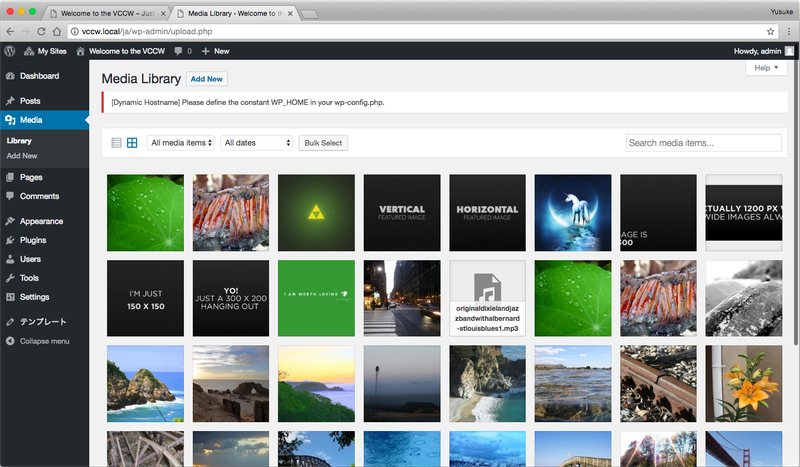 Welcome to the VCCW – Just
Media Library ‹ Welcome to the
Yusuke
vccw.local/ja/wp-admin/upload.php
My Sites
Welcome to the VCCW
0
New
Howdy, admin
Dashboard
Posts
Media
Library
Add New
Pages
Comments
Appearance
Plugins
Users
Tools
Settings
テンプレート
Collapse menu
Help
Media Library
Add New
[Dynamic Hostname] Please define the constant WP_HOME in your wp-config.php.
All media items
All dates
Bulk Select
Search media items...
VERTICAL
FEATURED IMAGE
HORIZONTAL
FEATURED IMAGE
AGE IS
CTUALLY 1200 PX
WIDE IMAGES ALW
I'M JUST
150 X 150
YO!
JUST A 300 X 200
HANGING OUT
I AM WORTH LOVING
originaldixielandjaz
zbandwithalbernard
-stlouisblues1.mp3